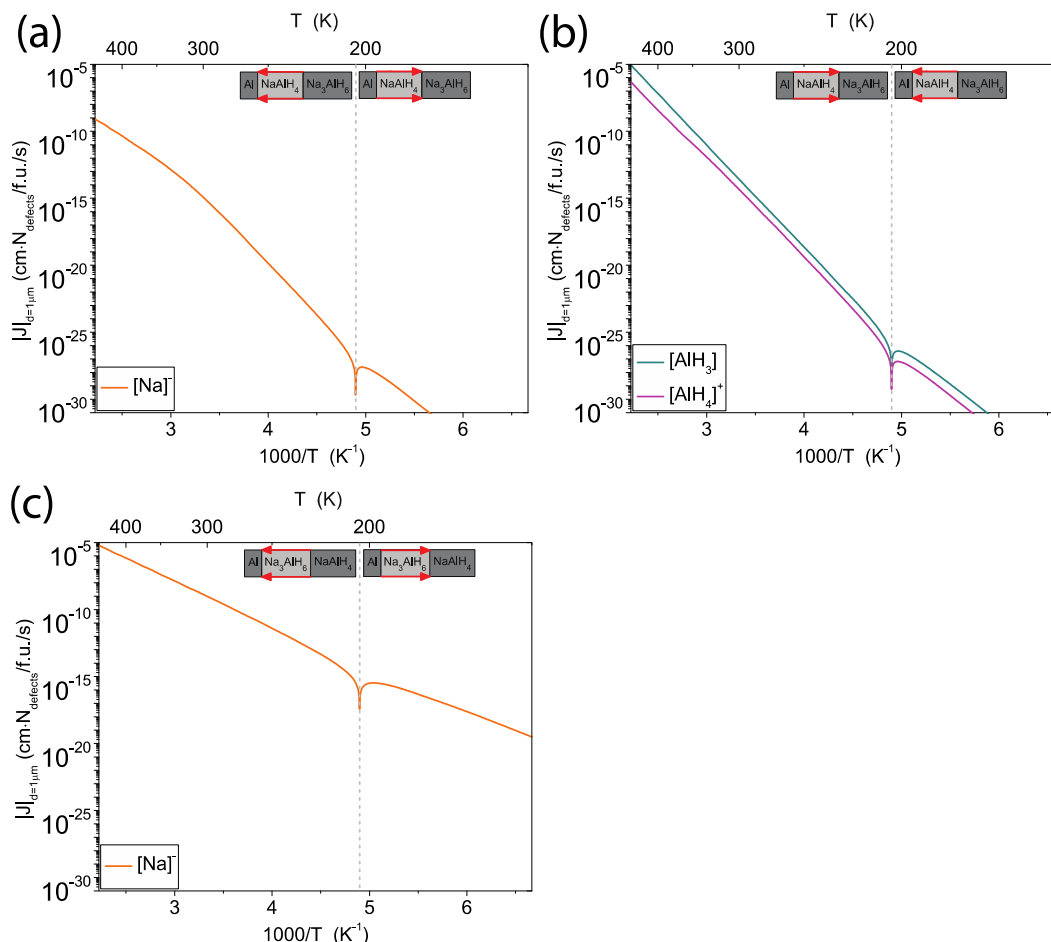 (a)
T (K)
400 300 200
Al NaAlH4 Na3AlH6 Al NaAlH4 Na3AlH6
10^-5
10^-10
10^-15
10^-20
10^-25
10^-30
|J|d=1μm (cm·Ndefects/f.u./s)
[Na]^-
3 4 5 6
1000/T (K^-1)
(b)
T (K)
400 300 200
Al NaAlH4 Na3AlH6 Al NaAlH4 Na3AlH6
10^-5
10^-10
10^-15
10^-20
10^-25
10^-30
|J|d=1μm (cm·Ndefects/f.u./s)
[AlH3]
[AlH4]^+
3 4 5 6
1000/T (K^-1)
(c)
T (K)
400 300 200
Al Na3AlH6 NaAlH4 Al Na3AlH6 NaAlH4
10^-5
10^-10
10^-15
10^-20
10^-25
10^-30
|J|d=1μm (cm·Ndefects/f.u./s)
[Na]^-
3 4 5 6
1000/T (K^-1)